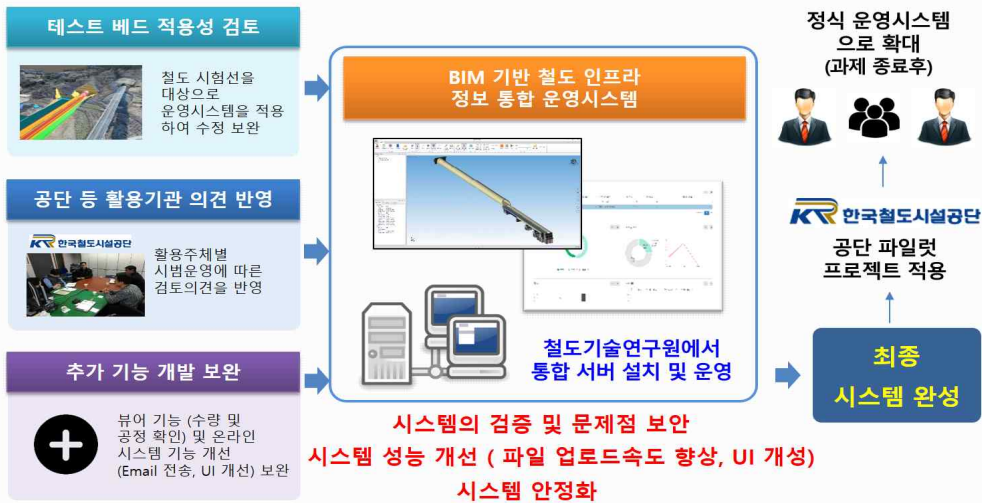 테스트 베드 적용성 검토
철도 시험선을
대상으로
운영시스템을 적용
하여 수정 보완
공단 등 활용기관 의견 반영
KR 한국철도시설공단
활용주체별
시범운영에 따른
검토의견을 반영
추가 기능 개발 보완
뷰어 기능 (수량 및
공정 확인) 및 온라인
시스템 기능 개선
(Email 전송, UI 개선) 보완
BIM 기반 철도 인프라
정보 통합 운영시스템
철도기술연구원에서
통합 서버 설치 및 운영
시스템의 검증 및 문제점 보안
시스템 성능 개선 ( 파일 업로드속도 향상, UI 개성)
시스템 안정화
정식 운영시스템
으로 확대
(과제 종료후)
KR 한국철도시설공단
공단 파일럿
프로젝트 적용
최종
시스템 완성